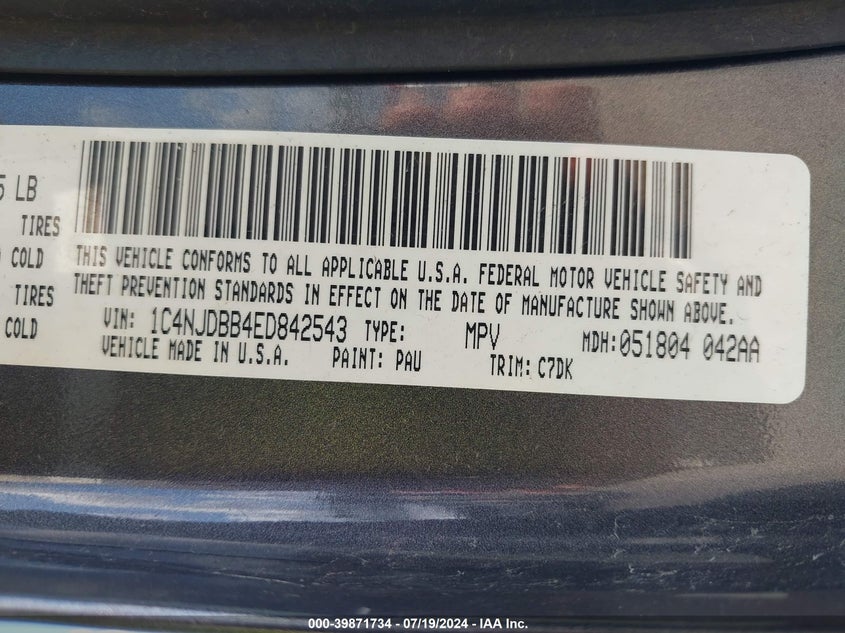 5 LB
TIRES
COLD
TIRES
COLD
THIS VEHICLE CONFORMS TO ALL APPLICABLE U.S.A. FEDERAL MOTOR VEHICLE SAFETY AND
THEFT PREVENTION STANDARDS IN EFFECT ON THE DATE OF MANUFACTURE SHOWN ABOVE.
VIN: 1C4NJDBB4ED842543 TYPE: MPV MDH:051804 042AA
VEHICLE MADE IN U.S.A. PAINT: PAU TRIM: C7DK
000-39871734 - 07/19/2024 - IAA Inc.